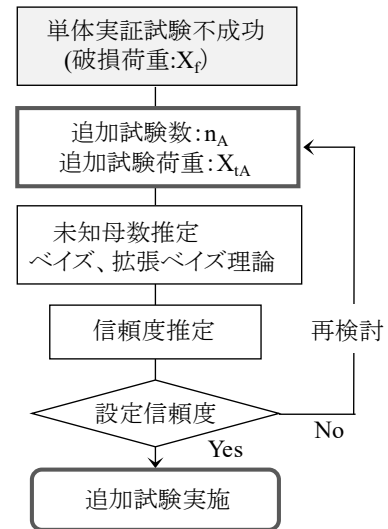 単体実証試験不成功
(破損荷重:Xf)
追加試験数:nA
追加試験荷重:XtA
未知母数推定
ベイズ、拡張ベイズ理論
信頼度推定
再検討
設定信頼度
No
Yes
追加試験実施